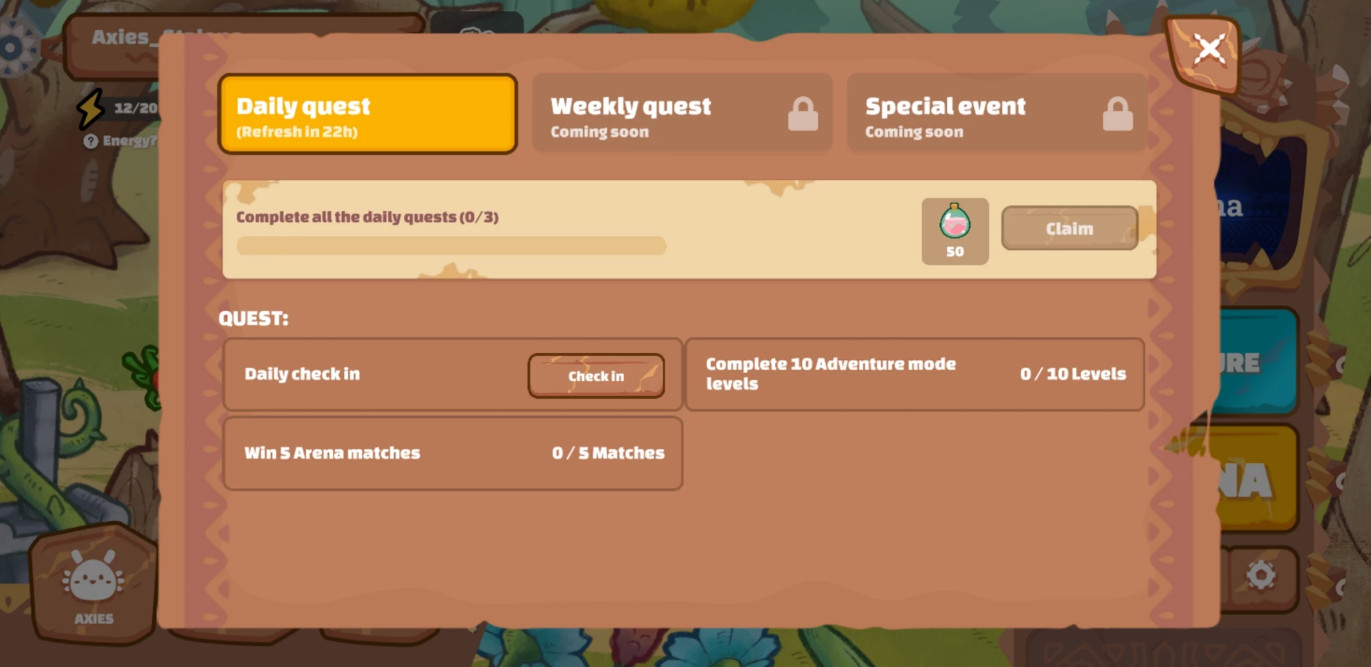 Axies_
12/20
Energy?
Daily quest
(Refresh in 22h)
Weekly quest
Coming soon
Special event
Coming soon
Complete all the daily quests (0/3)
50
Claim
QUEST:
Daily check in
Check in
Complete 10 Adventure mode
levels
0 / 10 Levels
Win 5 Arena matches
0 / 5 Matches
AXIES